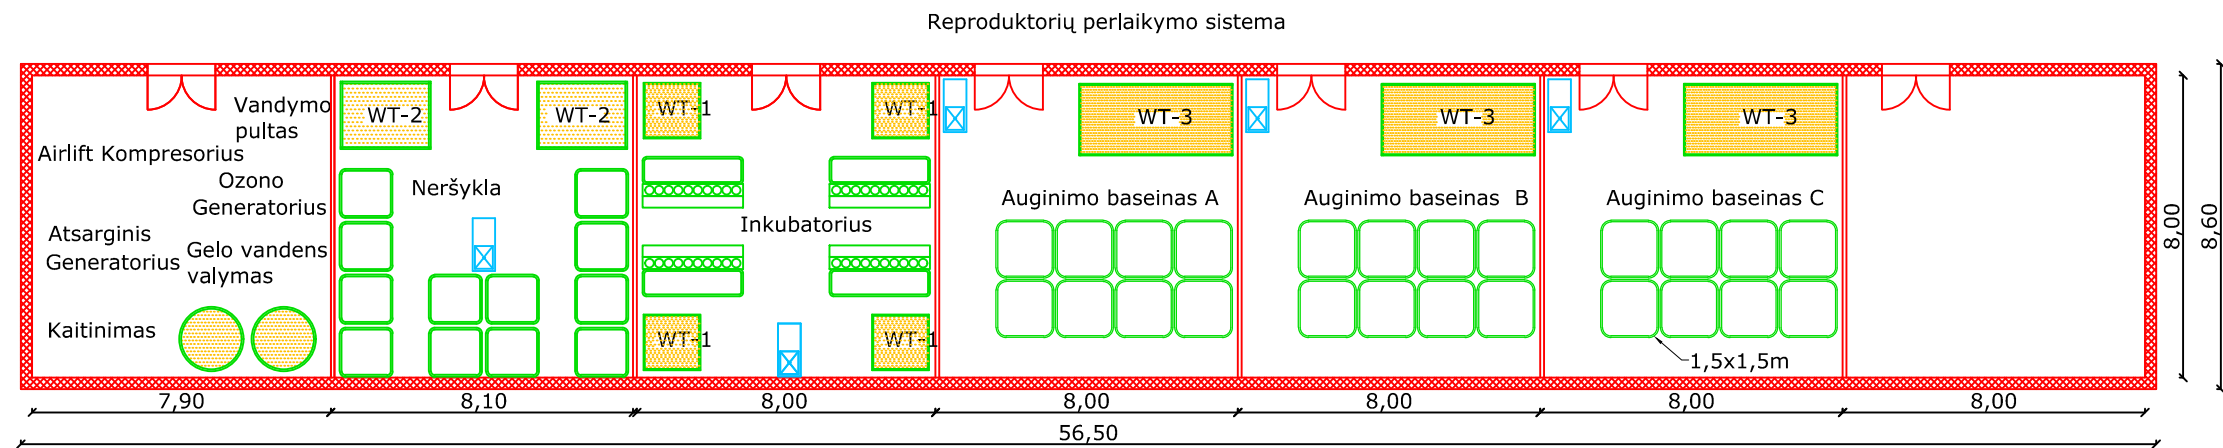 Reproduktorių perlaikymo sistema
Vandymo
pultas
Airlift Kompresorius
Ozono
Generatorius
Atsarginis
Generatorius
Gelo vandens
valymas
Kaitinimas
WT-2
WT-2
Neršykla
WT-1
WT-1
Inkubatorius
WT-1
WT-1
WT-3
Auginimo baseinas A
WT-3
Auginimo baseinas B
WT-3
Auginimo baseinas C
1,5x1,5m
8,00
8,60
7,90
8,10
8,00
8,00
8,00
8,00
8,00
56,50